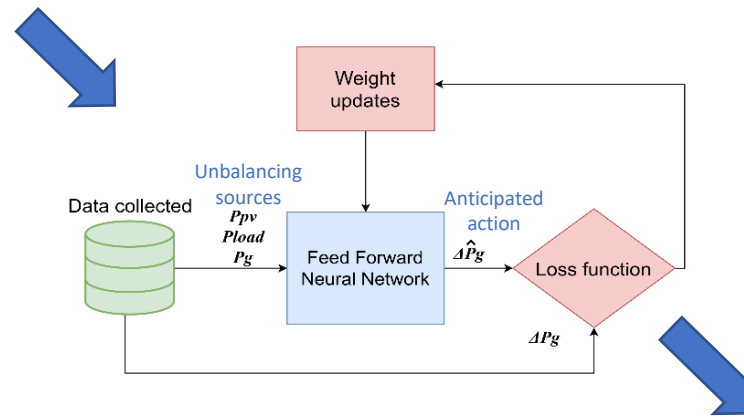 Weight
updates
Unbalancing
sources
Data collected
Ppv
Pload
Pg
Feed Forward
Neural Network
Anticipated
action
ΔP̂g
Loss function
ΔPg